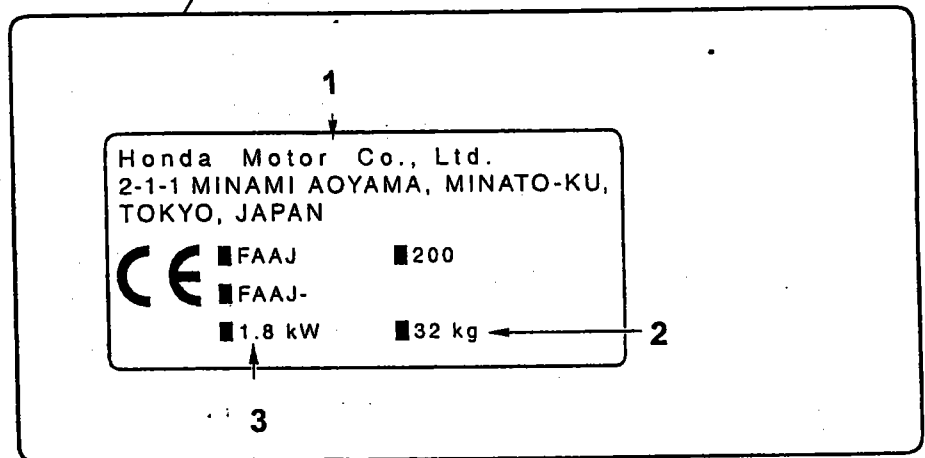 1
Honda Motor Co., Ltd.
2-1-1 MINAMI AOYAMA, MINATO-KU,
TOKYO, JAPAN
CE ■FAAJ ■200
■FAAJ-
■1.8 kW ■32 kg 2
3